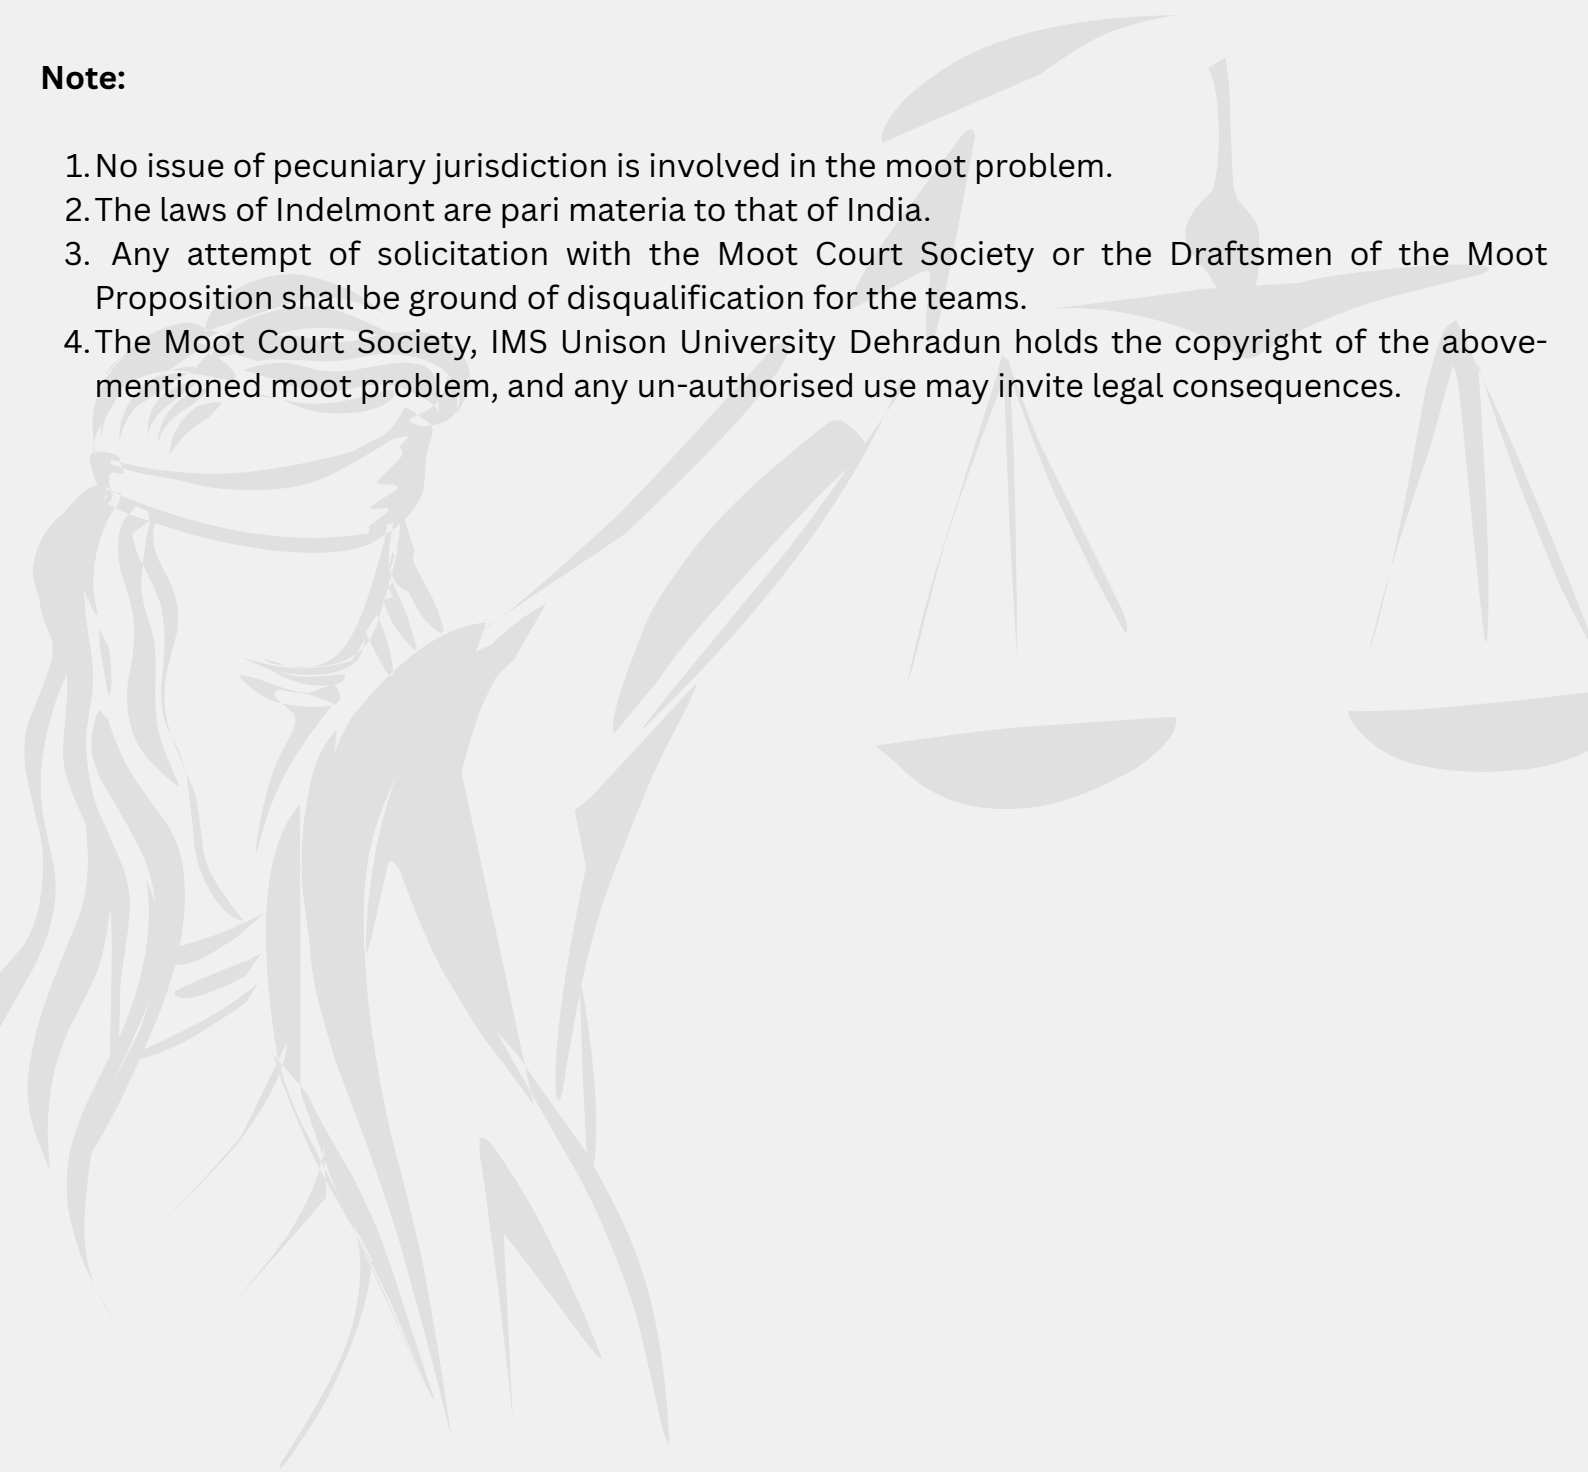 Note:
1. No issue of pecuniary jurisdiction is involved in the moot problem.
2. The laws of Indelmont are pari materia to that of India.
3. Any attempt of solicitation with the Moot Court Society or the Draftsmen of the Moot
Proposition shall be ground of disqualification for the teams.
4. The Moot Court Society, IMS Unison University Dehradun holds the copyright of the above-
mentioned moot problem, and any un-authorised use may invite legal consequences.